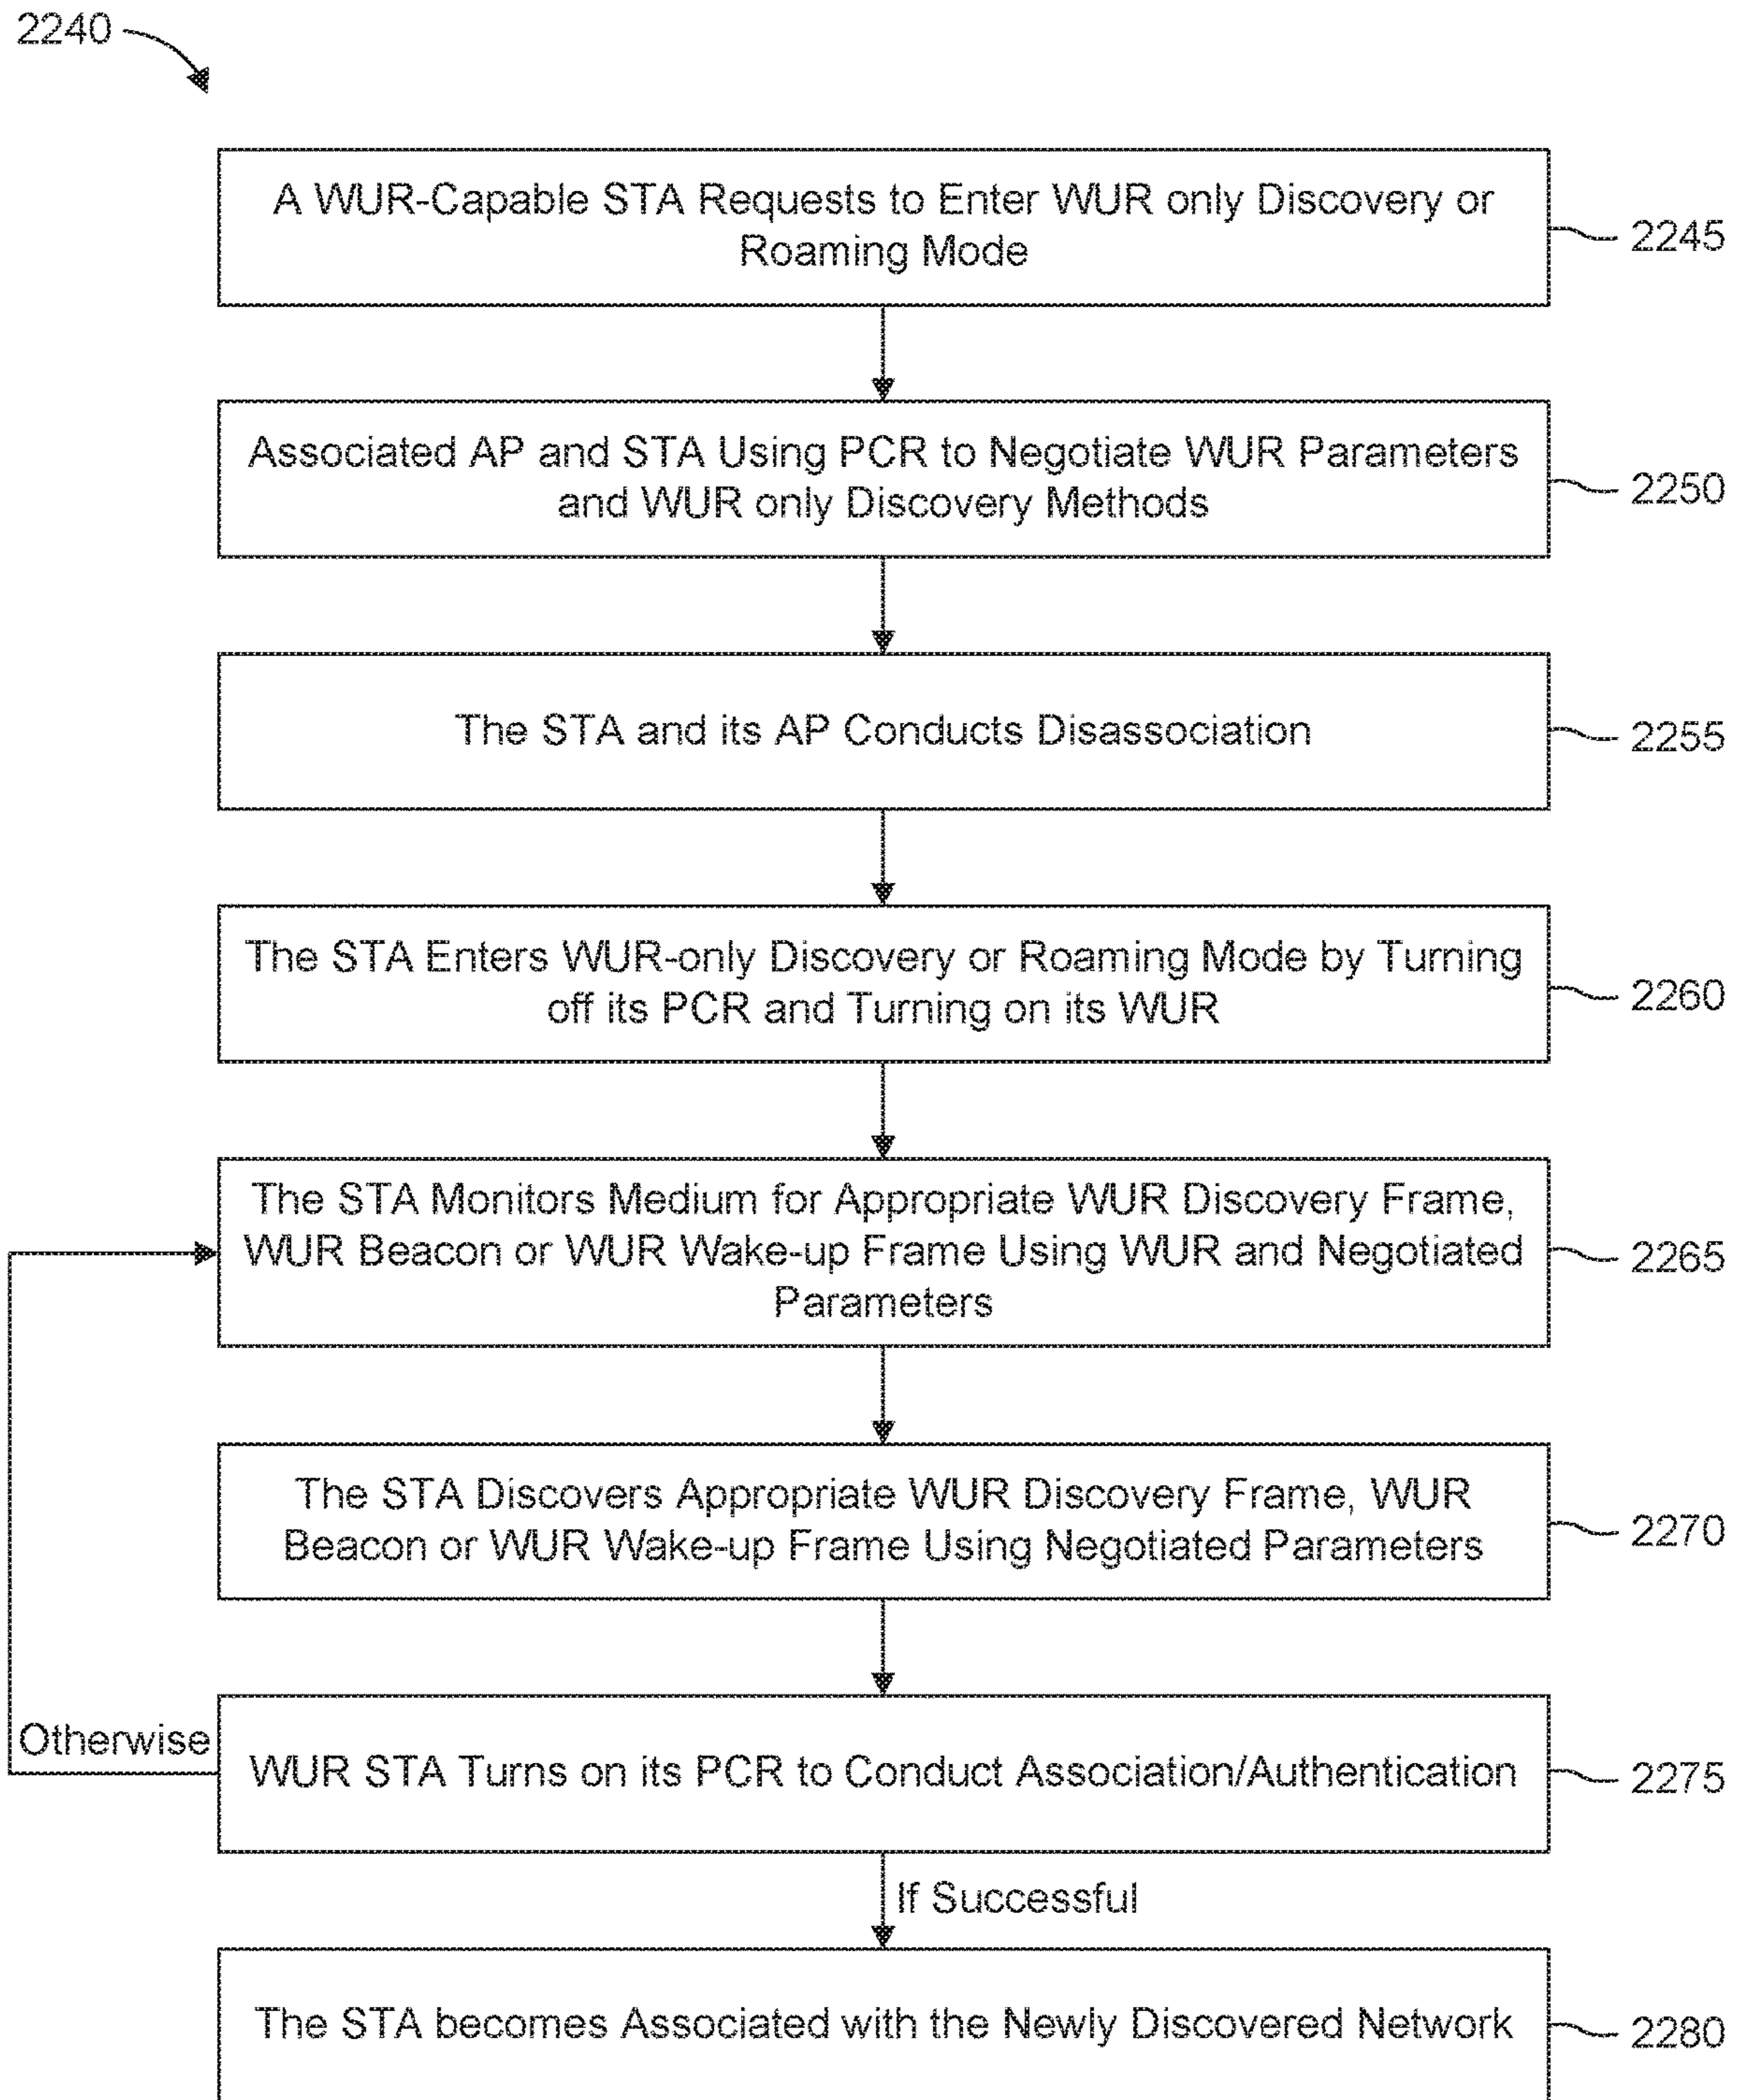 2240
A WUR-Capable STA Requests to Enter WUR only Discovery or
Roaming Mode
2245
Associated AP and STA Using PCR to Negotiate WUR Parameters
and WUR only Discovery Methods
2250
The STA and its AP Conducts Disassociation
2255
The STA Enters WUR-only Discovery or Roaming Mode by Turning
off its PCR and Turning on its WUR
2260
The STA Monitors Medium for Appropriate WUR Discovery Frame,
WUR Beacon or WUR Wake-up Frame Using WUR and Negotiated
Parameters
2265
The STA Discovers Appropriate WUR Discovery Frame, WUR
Beacon or WUR Wake-up Frame Using Negotiated Parameters
2270
Otherwise
WUR STA Turns on its PCR to Conduct Association/Authentication
2275
If Successful
The STA becomes Associated with the Newly Discovered Network
2280